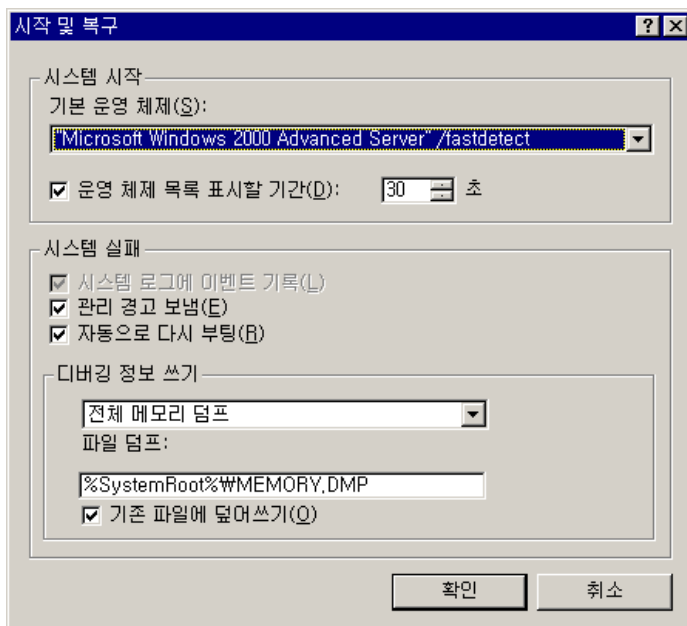 시작 및 복구
시스템 시작
기본 운영 체제(S):
"Microsoft Windows 2000 Advanced Server" /fastdetect
운영 체제 목록 표시할 기간(D): 30 초
시스템 실패
시스템 로그에 이벤트 기록(L)
관리 경고 보냄(E)
자동으로 다시 부팅(R)
디버깅 정보 쓰기
전체 메모리 덤프
파일 덤프:
%SystemRoot%₩MEMORY.DMP
기존 파일에 덮어쓰기(O)
확인 취소